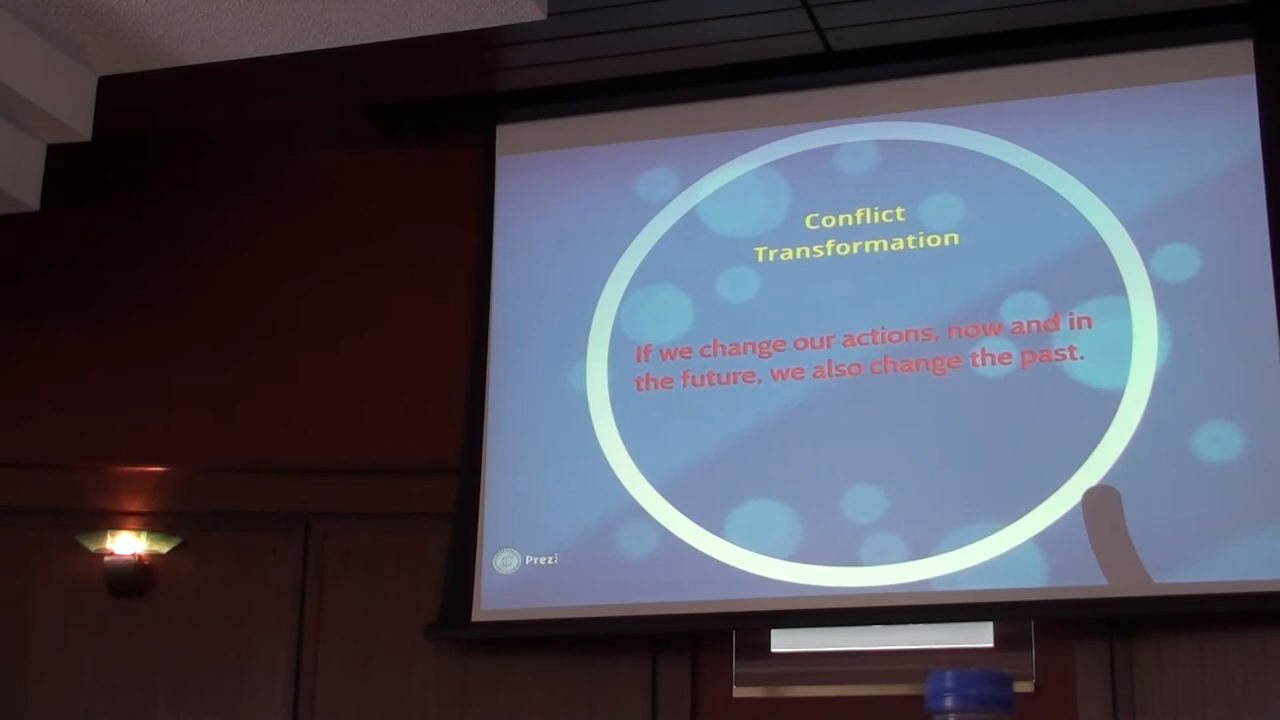 Conflict
Transformation
If we change our actions, now and in
the future, we also change the past.
Prezi